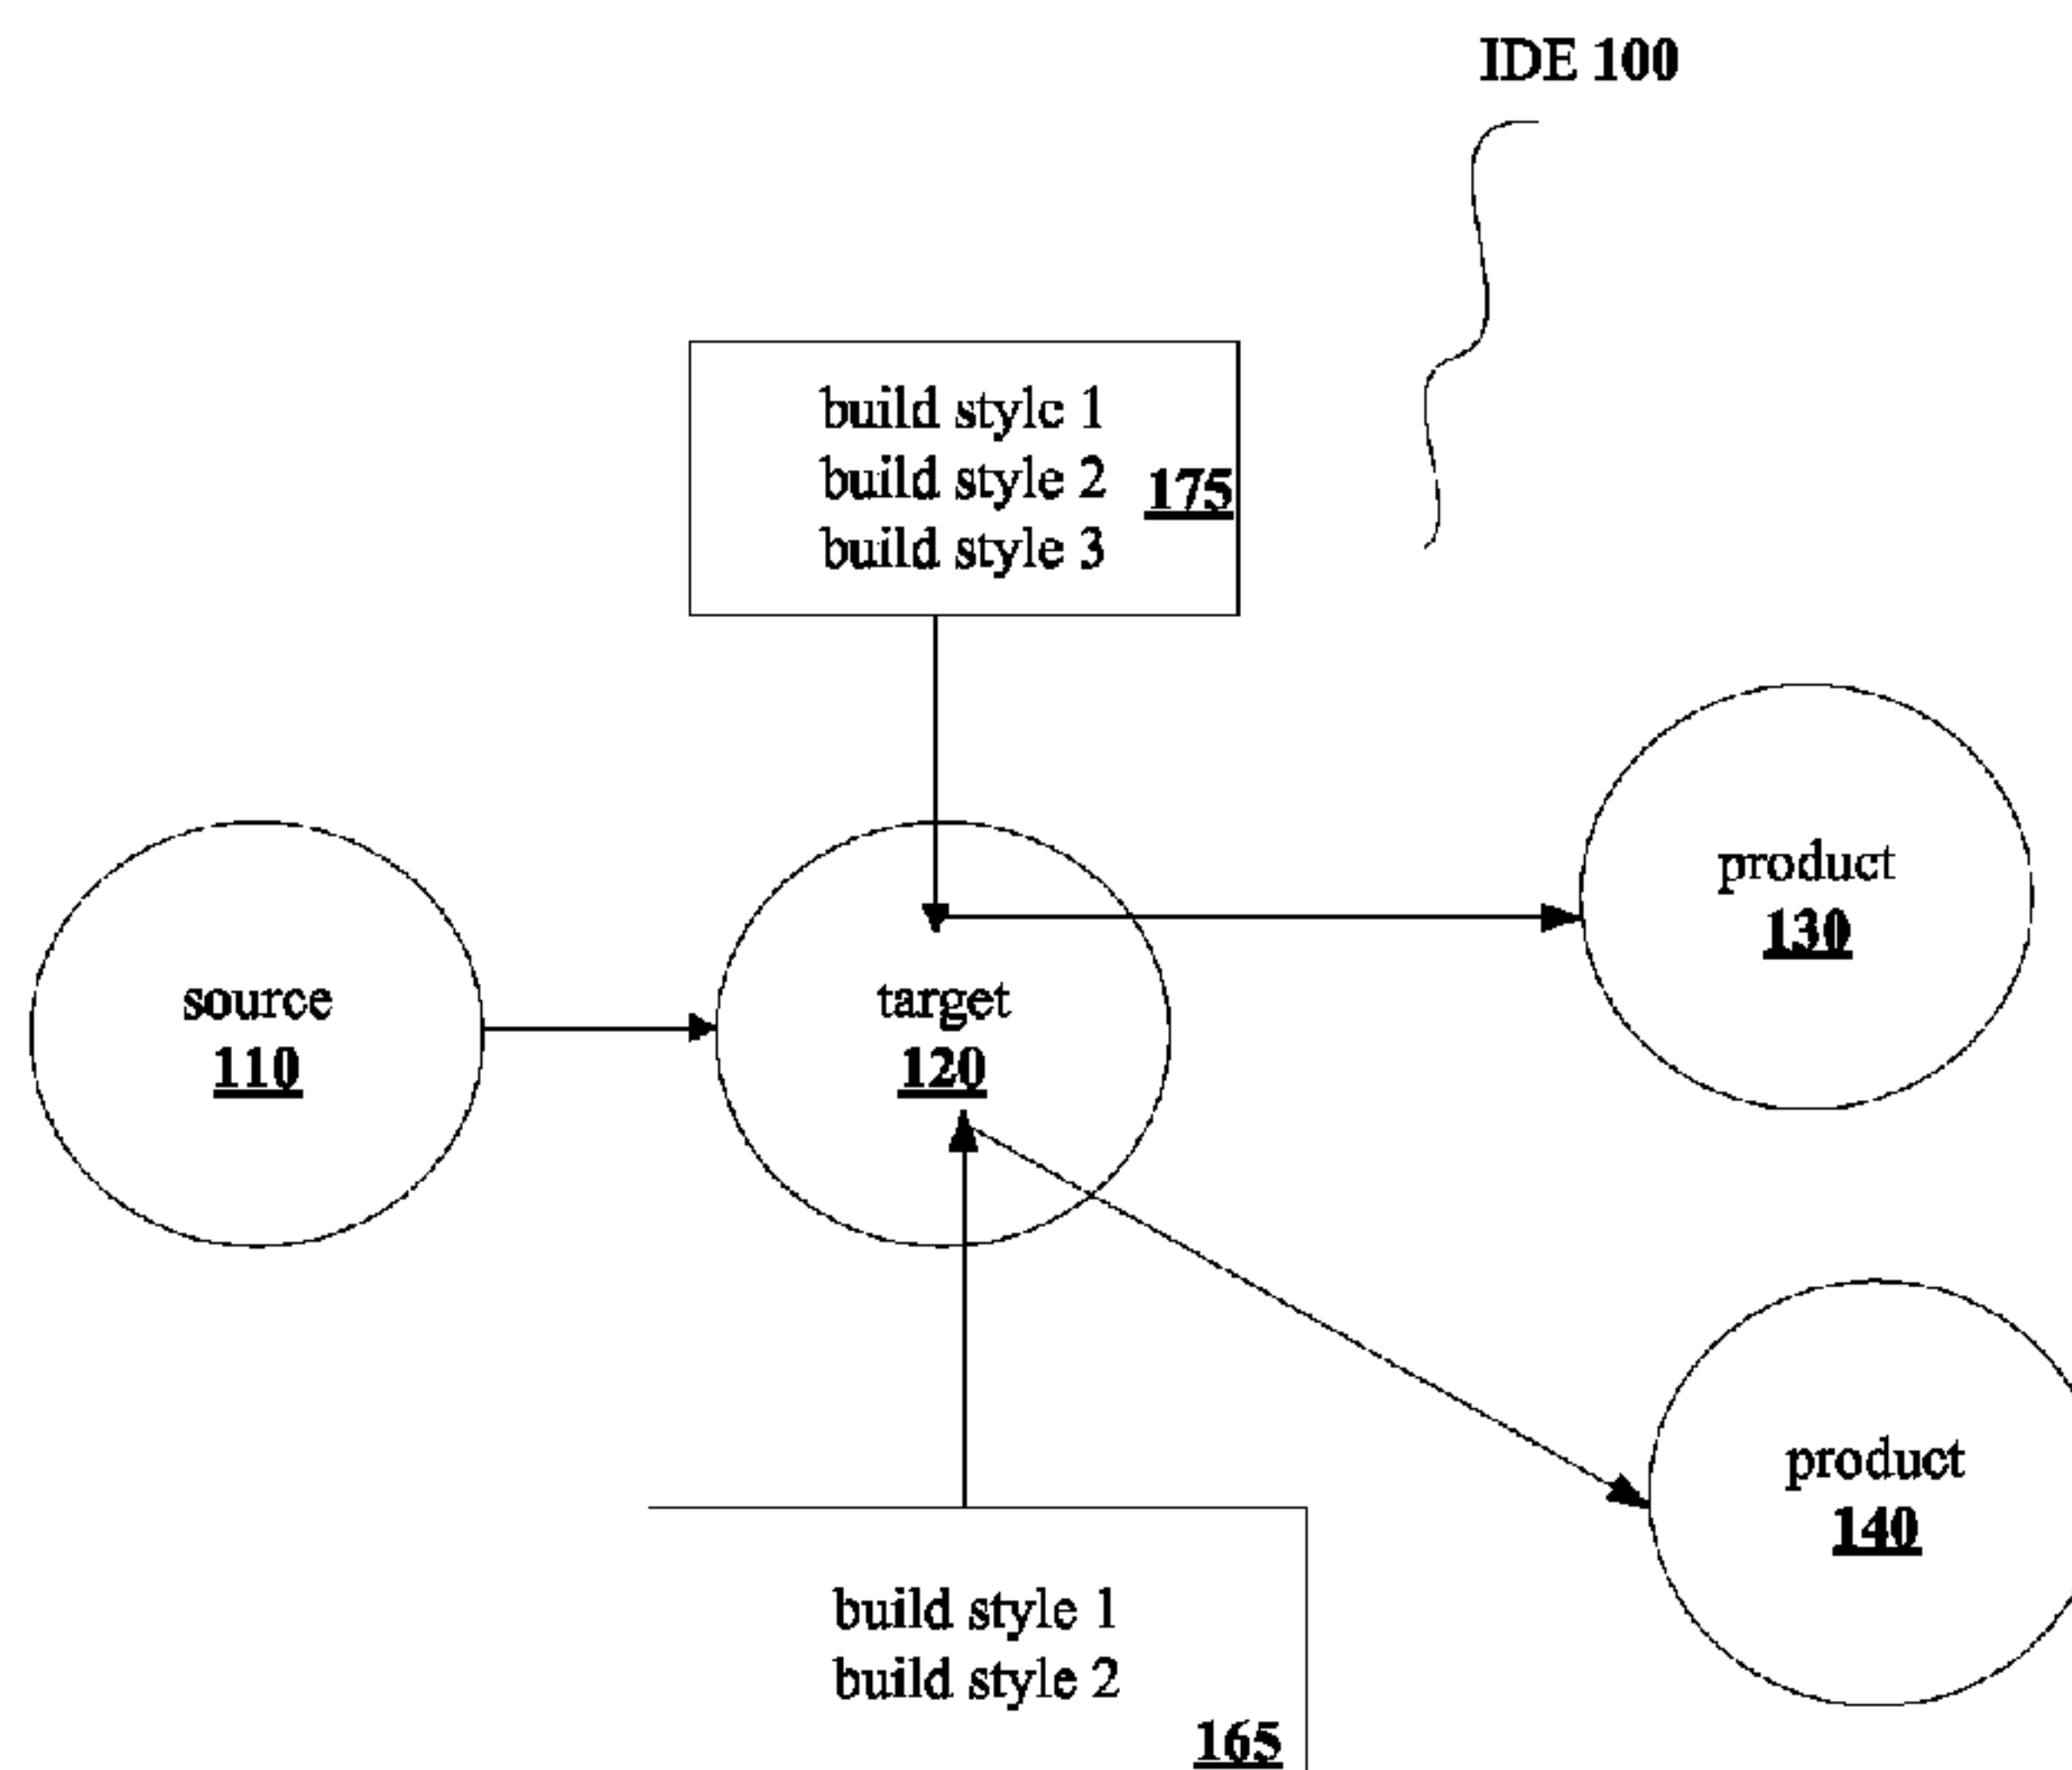 IDE 100
build style 1
build style 2
175
build style 3
product
130
source
110
target
120
product
140
build style 1
build style 2
165